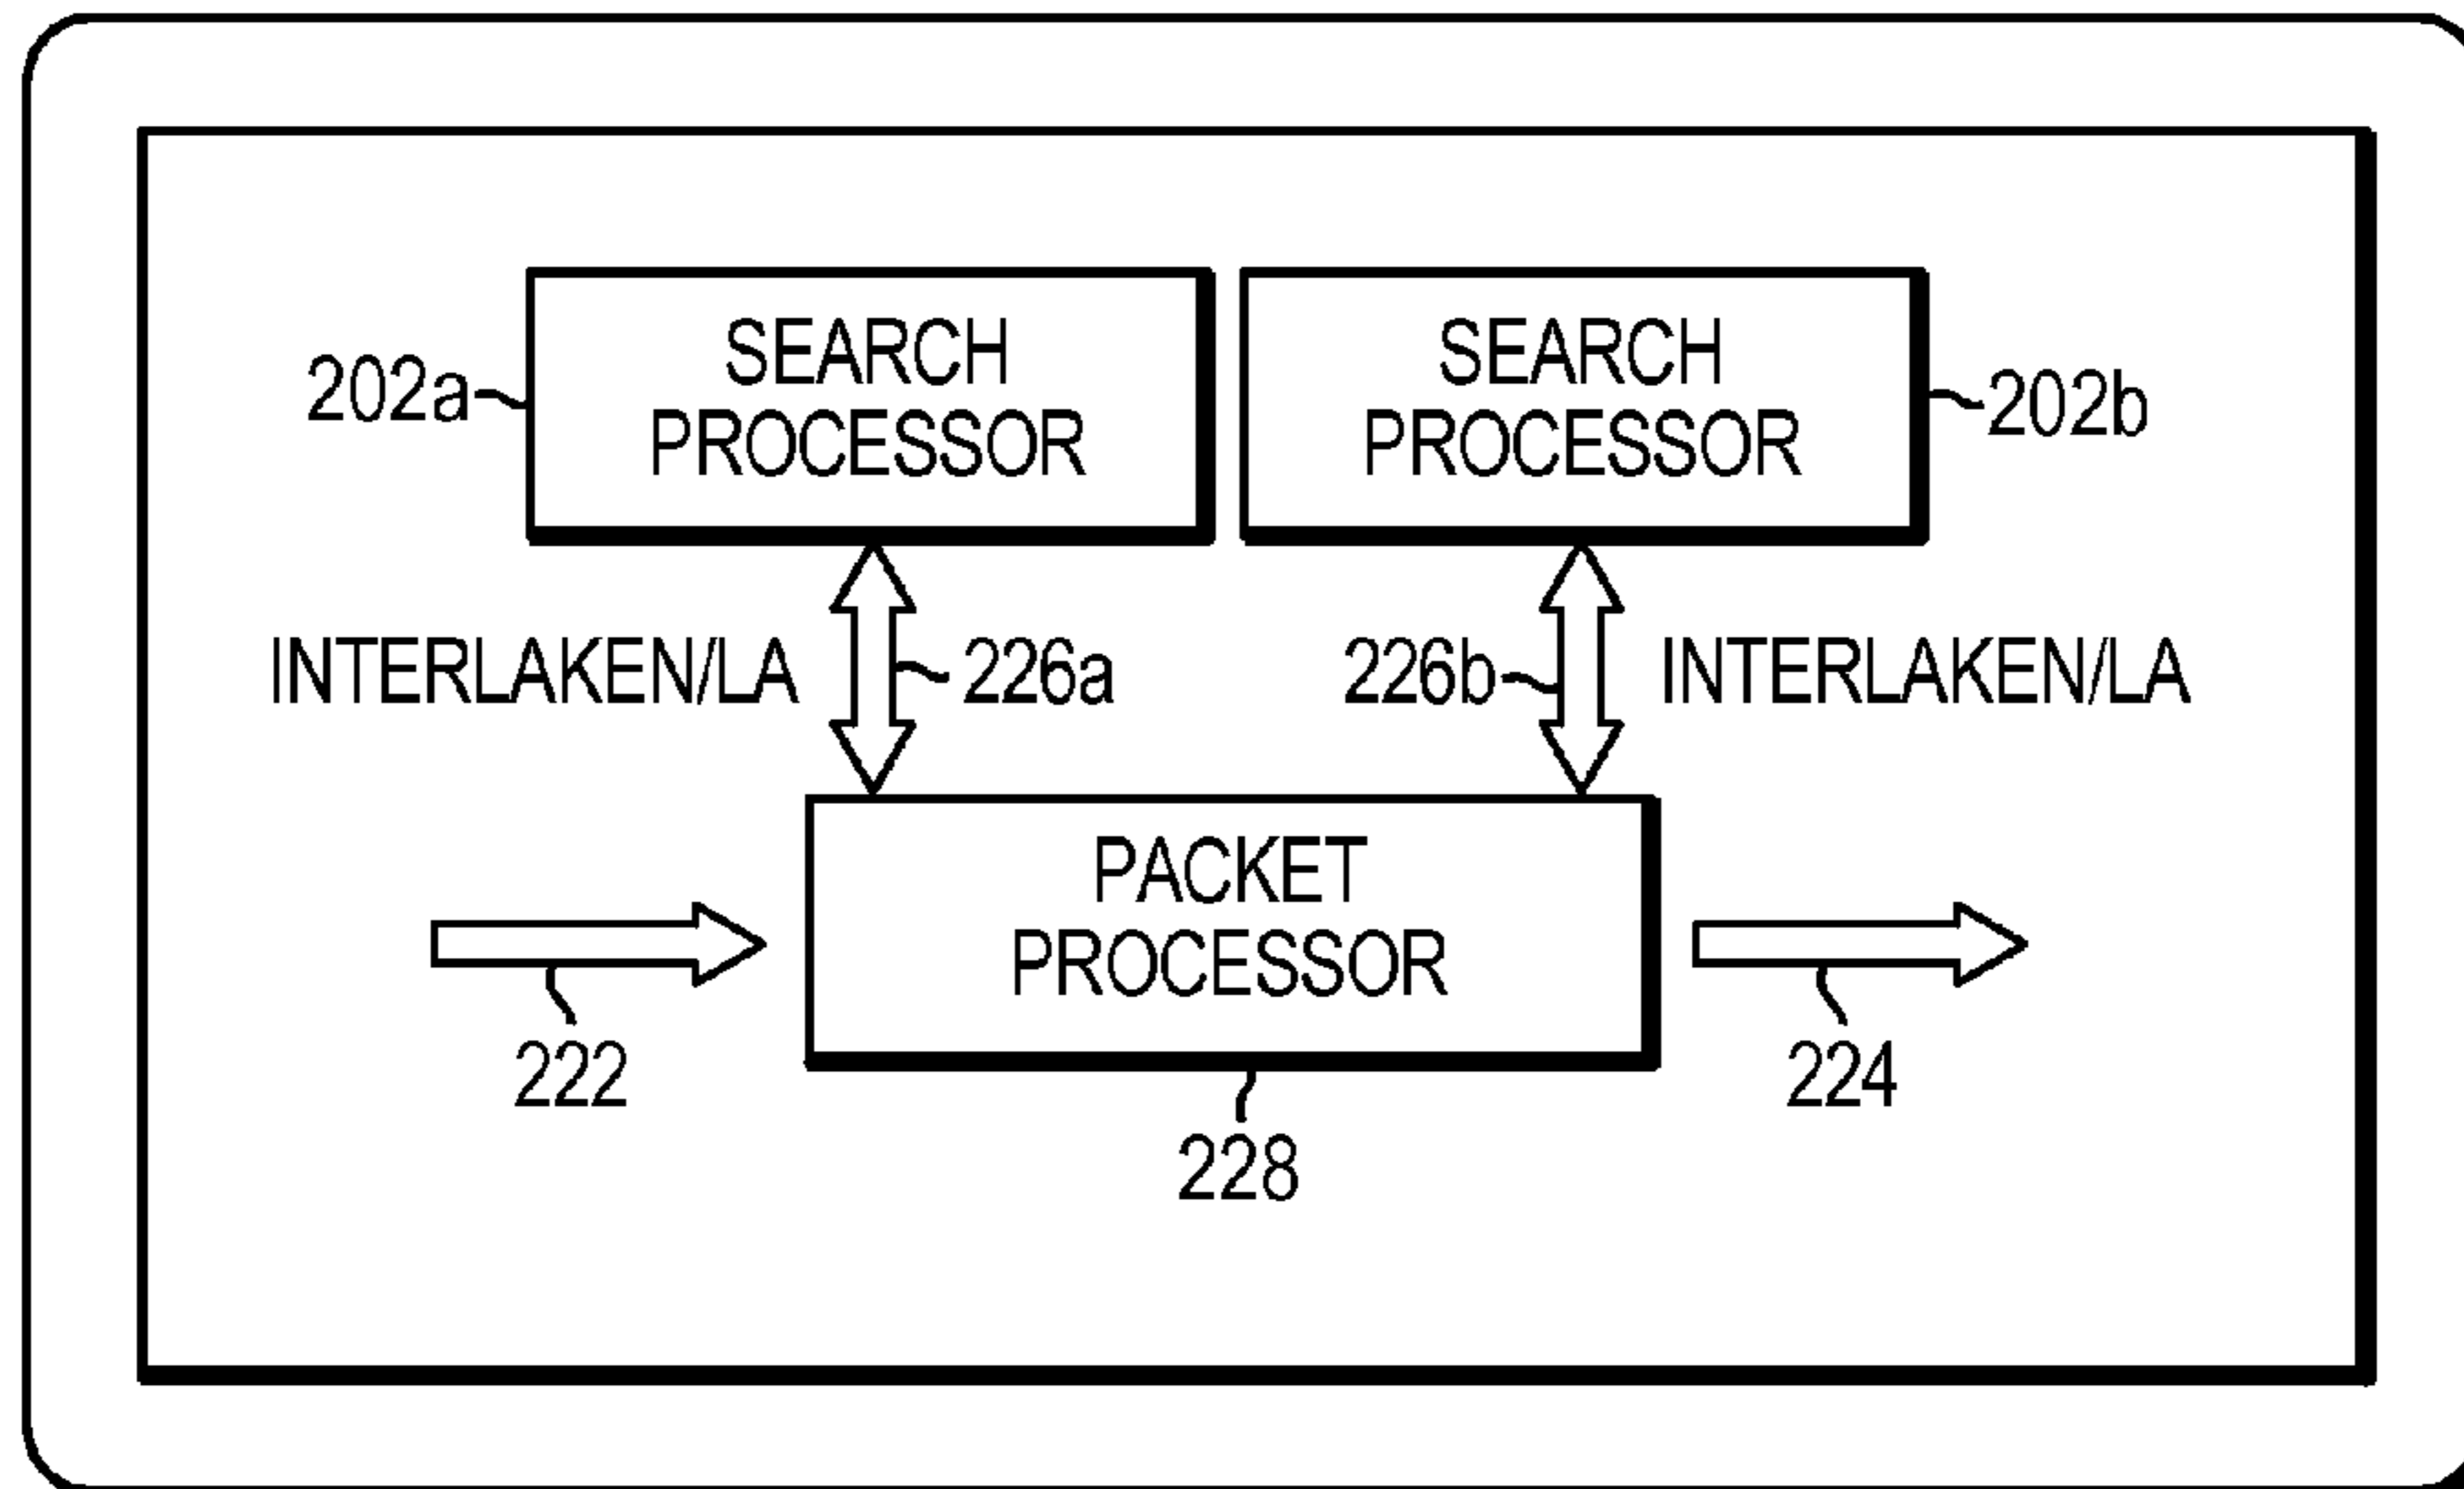 SEARCH
PROCESSOR
SEARCH
PROCESSOR
202a
202b
INTERLAKEN/LA
226a
226b
INTERLAKEN/LA
PACKET
PROCESSOR
222
224
228